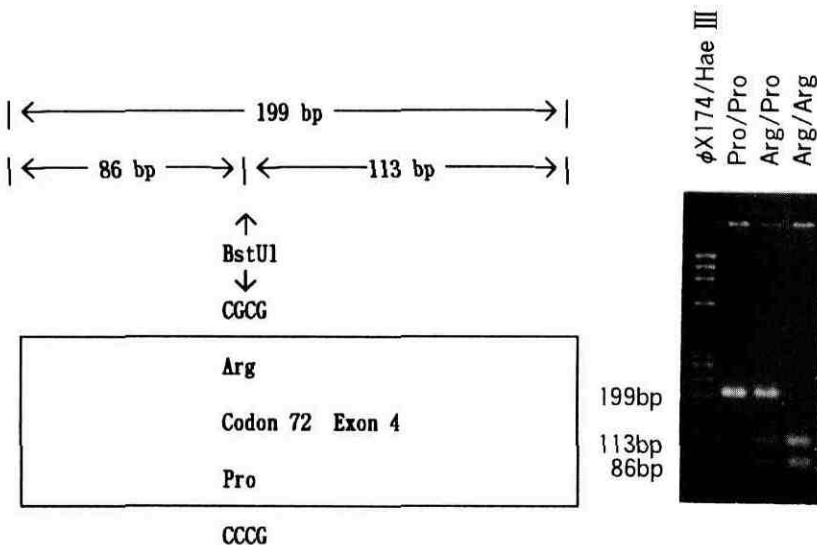 199 bp
86 bp
113 bp
BstU1
CGCG
Arg
Codon 72 Exon 4
Pro
CCCG
φX174/Hae Ⅲ
Pro/Pro
Arg/Pro
Arg/Arg
199bp
113bp
86bp